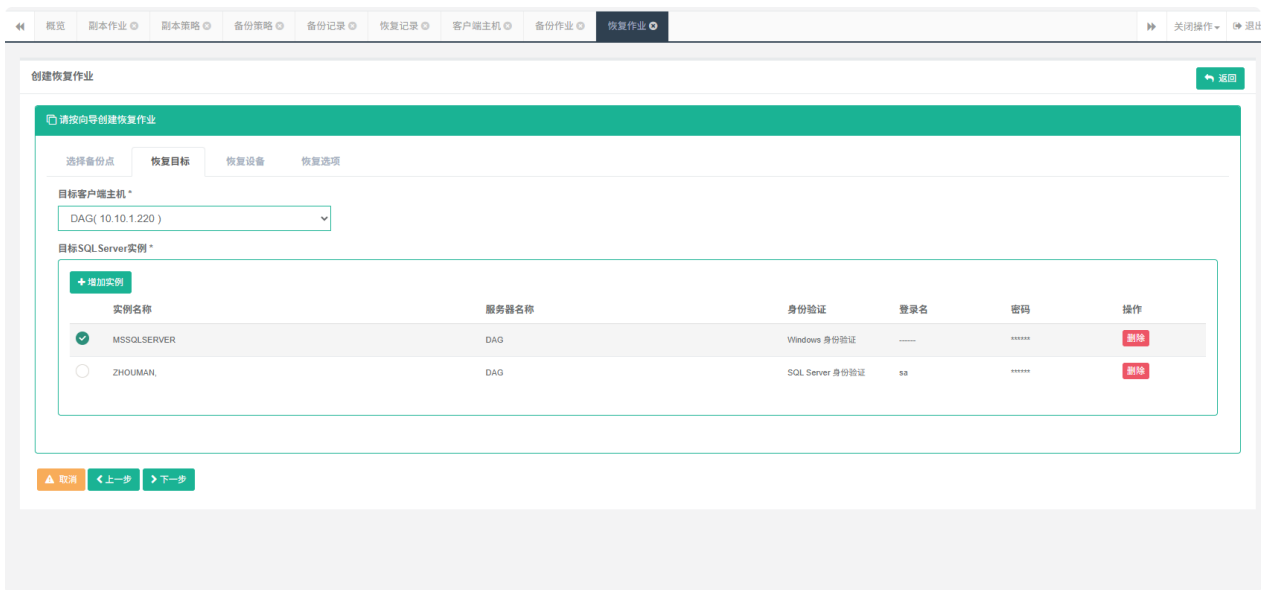 概览 副本作业 副本策略 备份策略 备份记录 恢复记录 客户端主机 备份作业 恢复作业 关闭操作 退出
创建恢复作业 返回
请按向导创建恢复作业
选择备份点 恢复目标 恢复设备 恢复选项
目标客户端主机 *
DAG( 10.10.1.220 )
目标SQLServer实例 *
增加实例
实例名称 服务器名称 身份验证 登录名 密码 操作
MSSQLSERVER DAG Windows 身份验证 ------ ****** 删除
ZHOUMAN, DAG SQL Server 身份验证 sa ****** 删除
取消 上一步 下一步